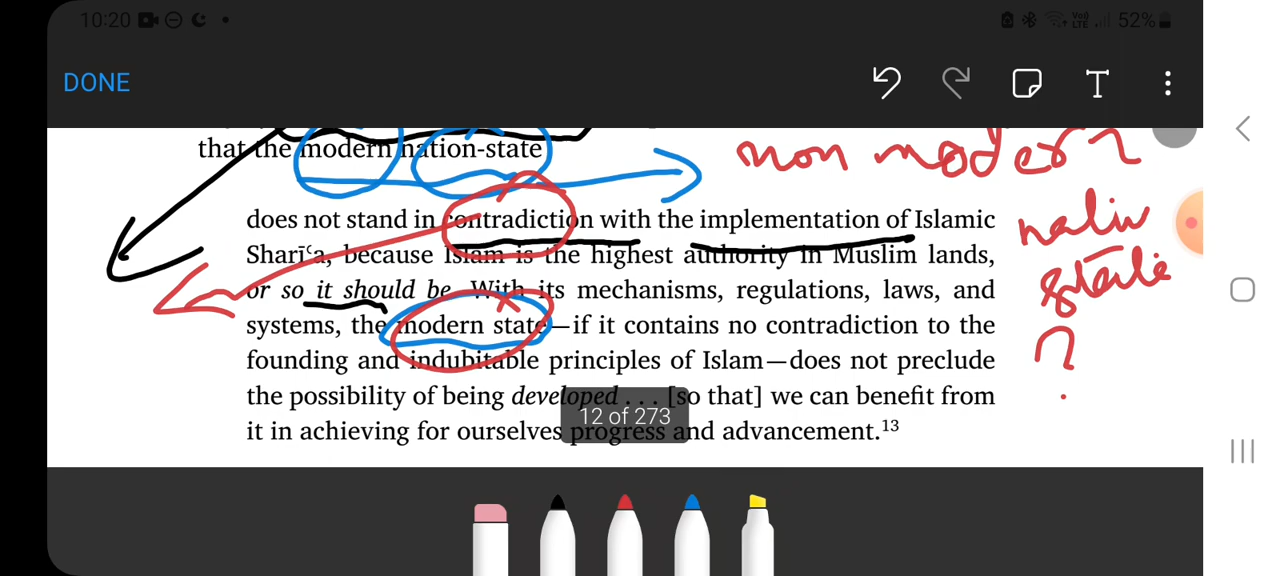 10:20
Vo) LTE 52%
DONE
T
that the modern nation-state
non modern
does not stand in contradiction with the implementation of Islamic
Sharīʿa, because Islam is the highest authority in Muslim lands,
or so it should be. With its mechanisms, regulations, laws, and
systems, the modern state—if it contains no contradiction to the
founding and indubitable principles of Islam—does not preclude
the possibility of being developed . . . [so that] we can benefit from
it in achieving for ourselves progress and advancement.13
state
?
12 of 273